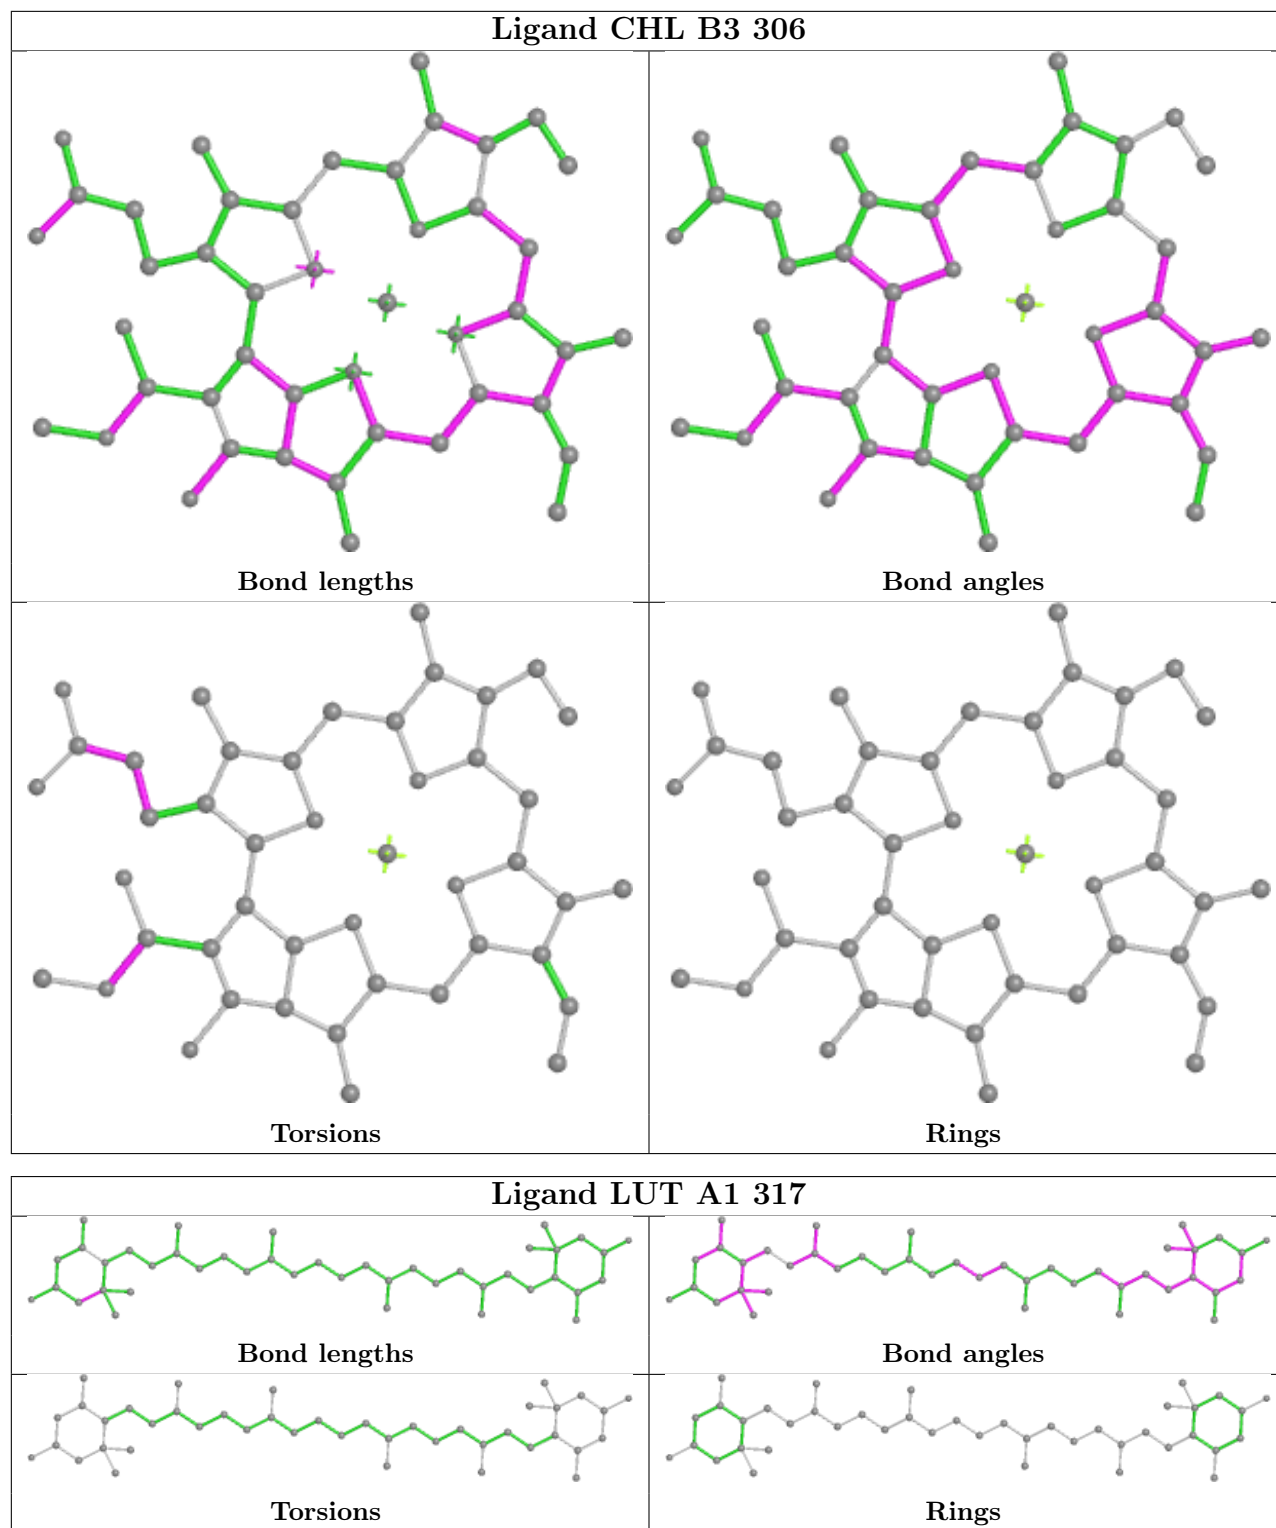 Ligand CHL B3 306
Bond lengths
Bond angles
Torsions
Rings
Ligand LUT A1 317
Bond lengths
Bond angles
Torsions
Rings